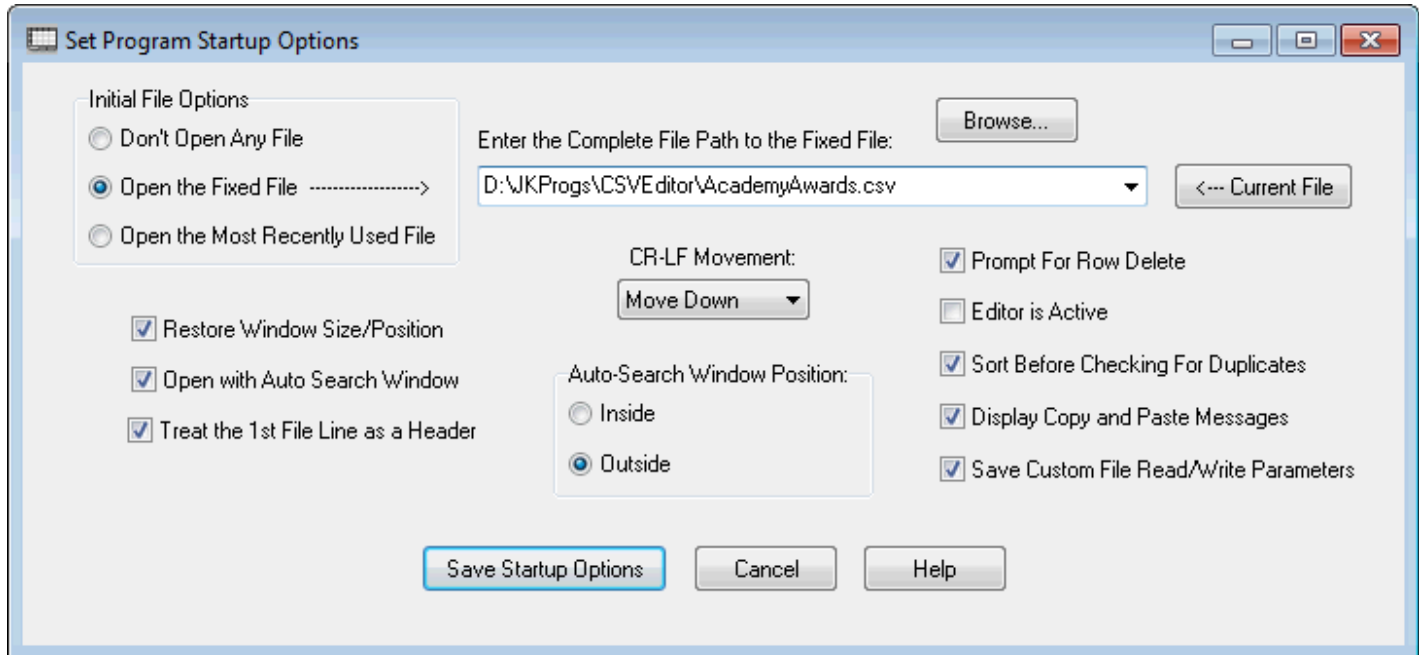 Set Program Startup Options
Initial File Options
Don't Open Any File
Open the Fixed File ------------------>
Open the Most Recently Used File
Enter the Complete File Path to the Fixed File:
Browse...
D:\JKProgs\CSVEditor\AcademyAwards.csv
<--- Current File
Restore Window Size/Position
Open with Auto Search Window
Treat the 1st File Line as a Header
CR-LF Movement:
Move Down
Auto-Search Window Position:
Inside
Outside
Prompt For Row Delete
Editor is Active
Sort Before Checking For Duplicates
Display Copy and Paste Messages
Save Custom File Read/Write Parameters
Save Startup Options
Cancel
Help